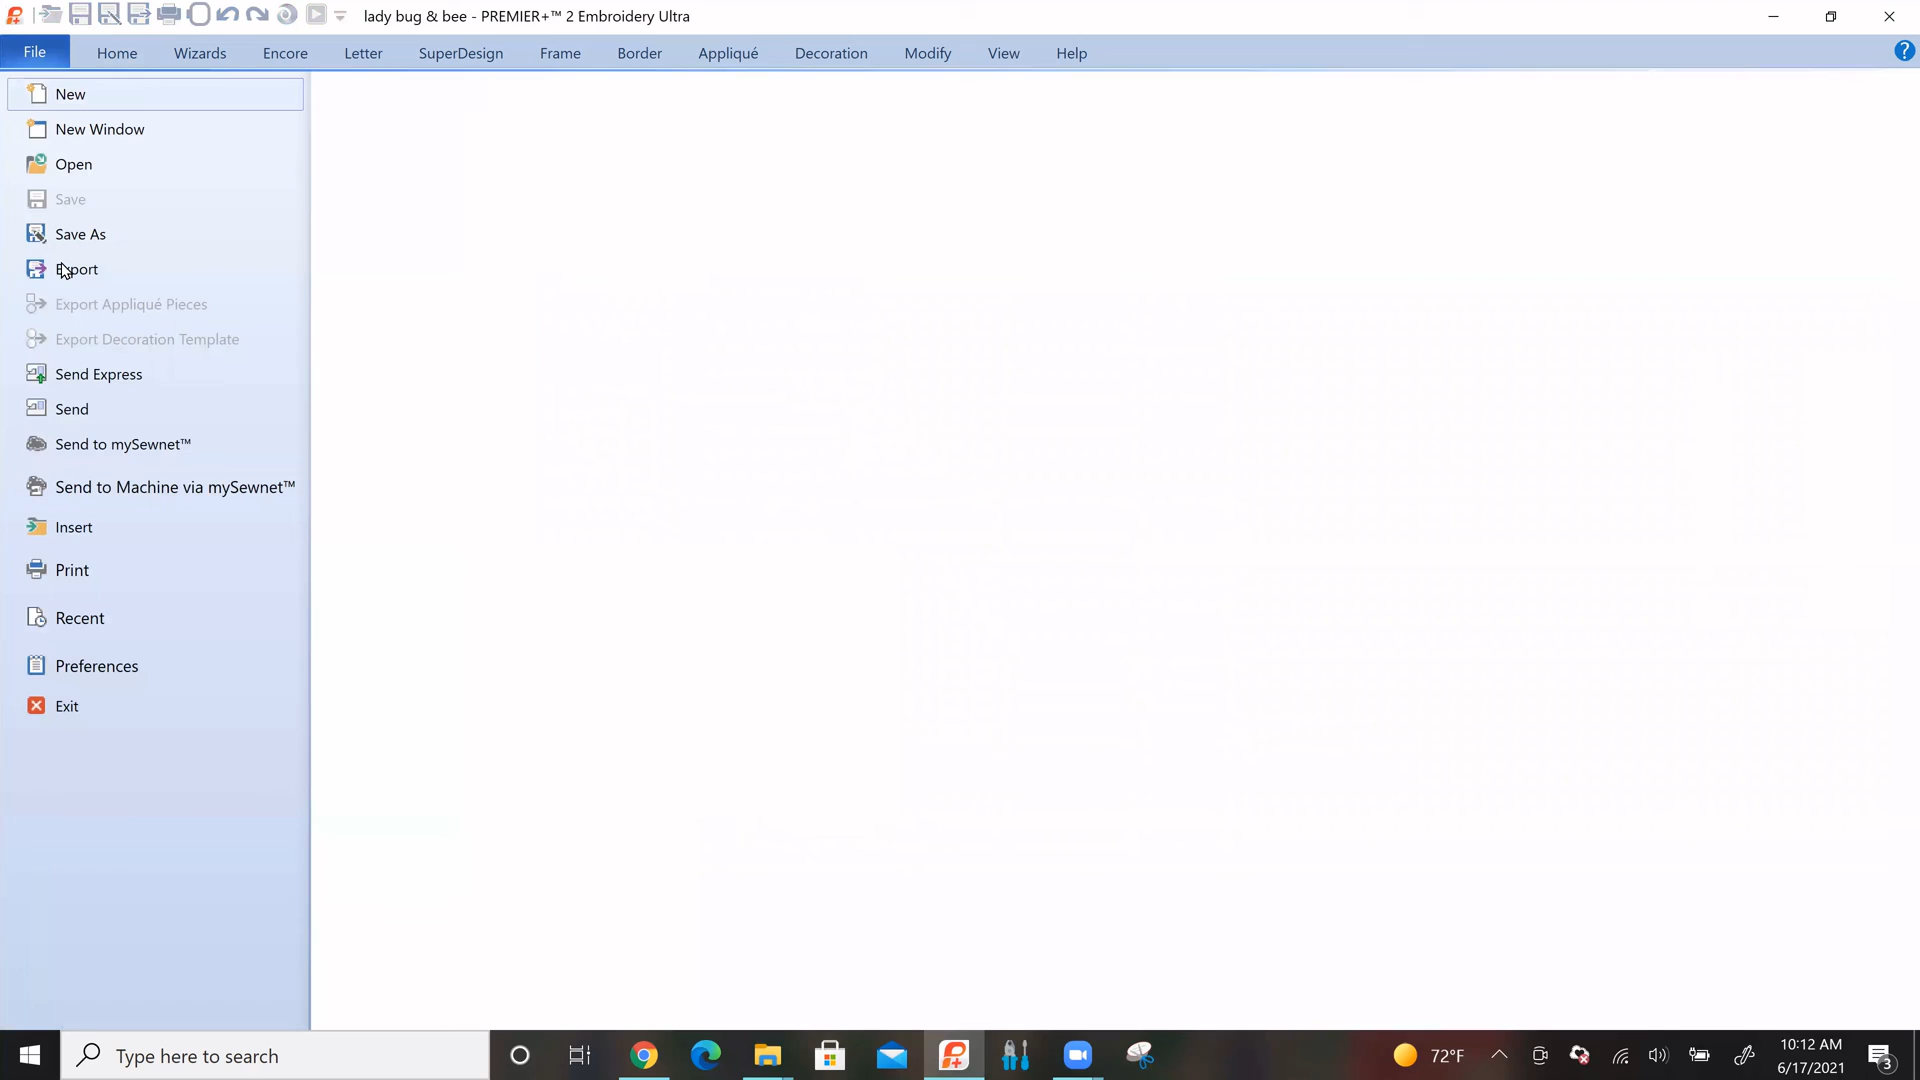 lady bug & bee - PREMIER+™ 2 Embroidery Ultra
File Home Wizards Encore Letter SuperDesign Frame Border Appliqué Decoration Modify View Help ?
New
New Window
Open
Save
Save As
Export
Export Appliqué Pieces
Export Decoration Template
Send Express
Send
Send to mySewnet™
Send to Machine via mySewnet™
Insert
Print
Recent
Preferences
Exit
Type here to search
72°F
10:12 AM
6/17/2021
3